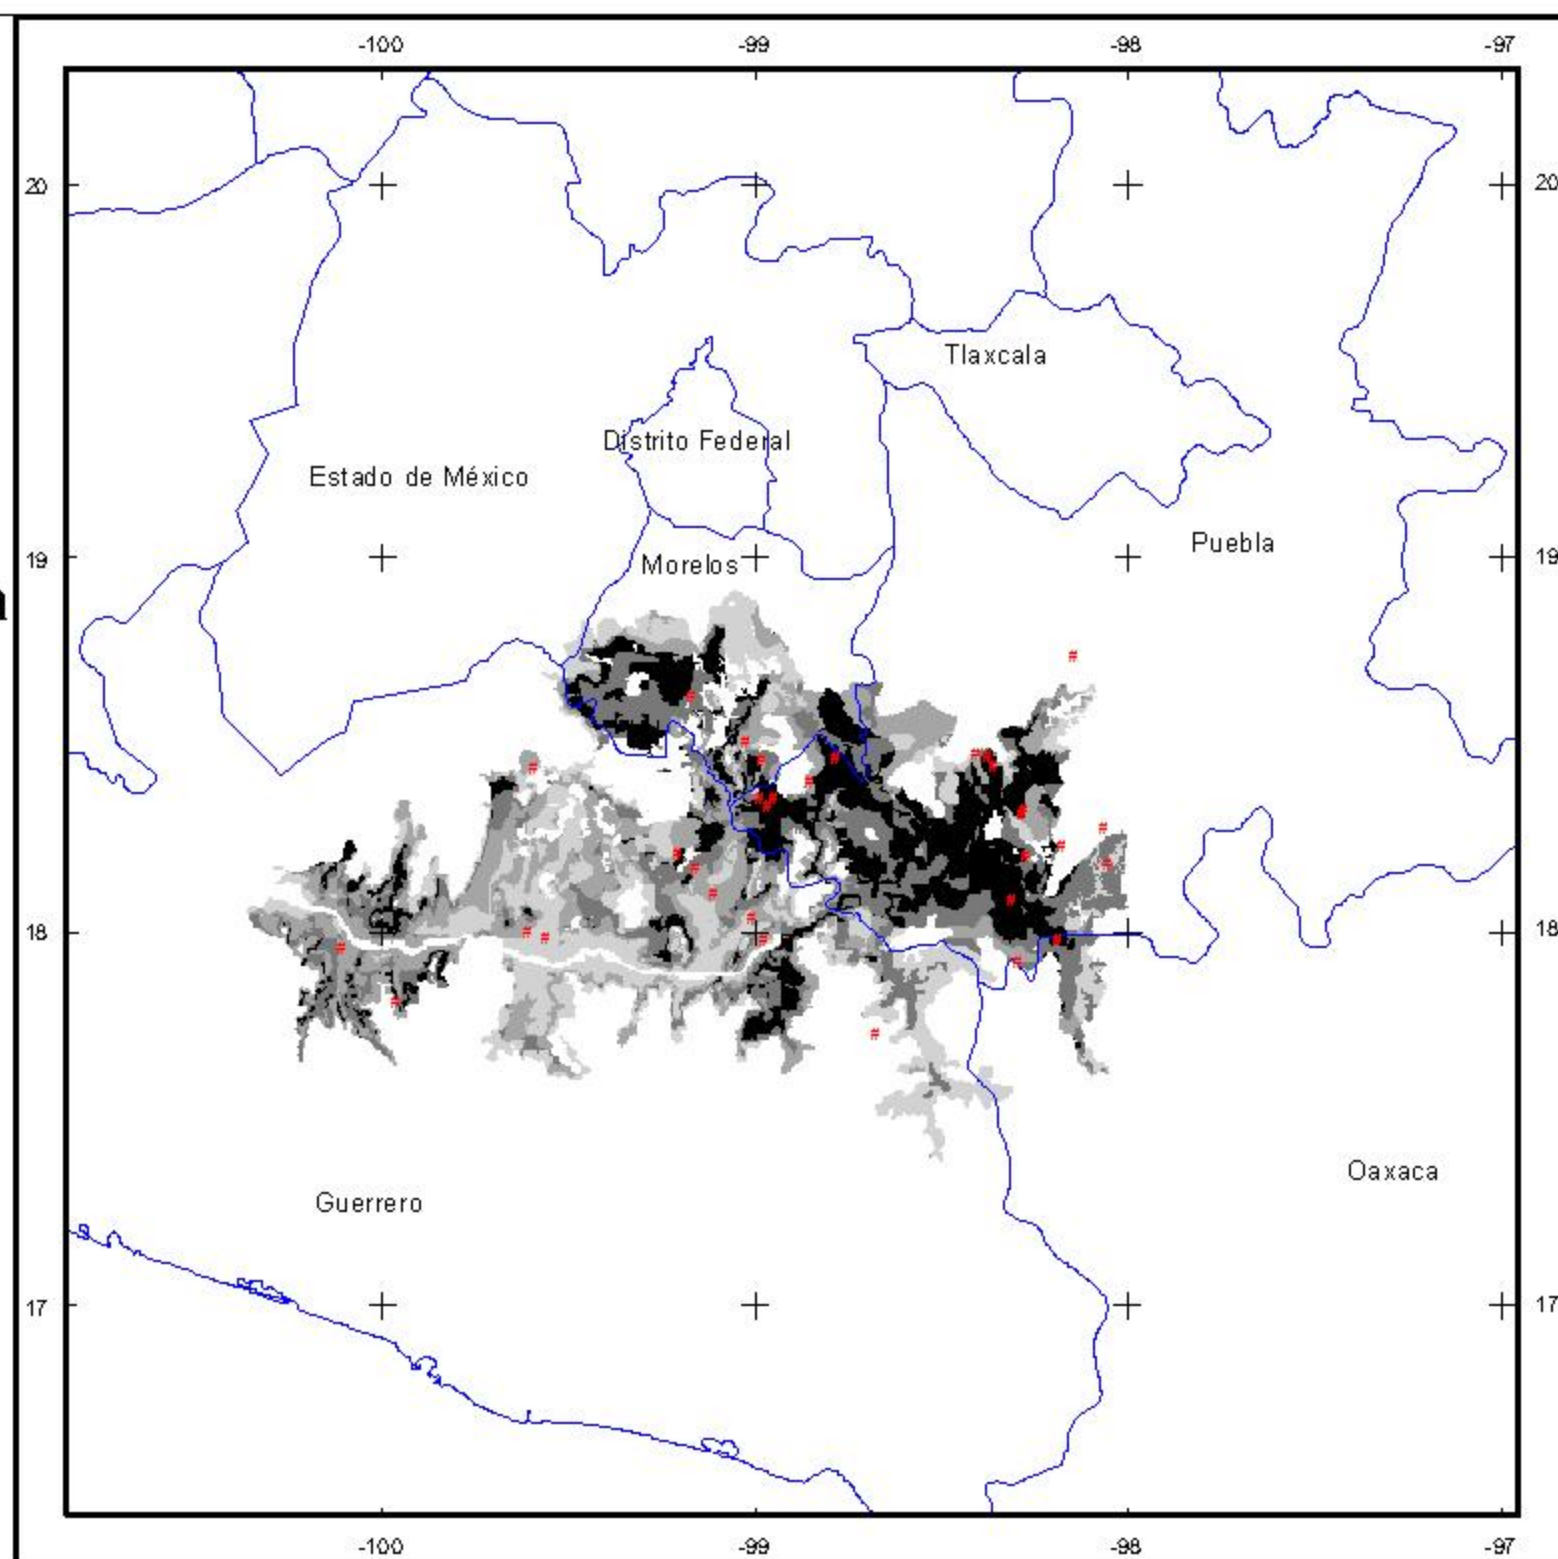 -100 -99 -98 -97
20 20
Tlaxcala
Distrito Federal
Estado de México
Puebla
19 19
Morelos
18 18
Oaxaca
Guerrero
17 17
-100 -99 -98 -97